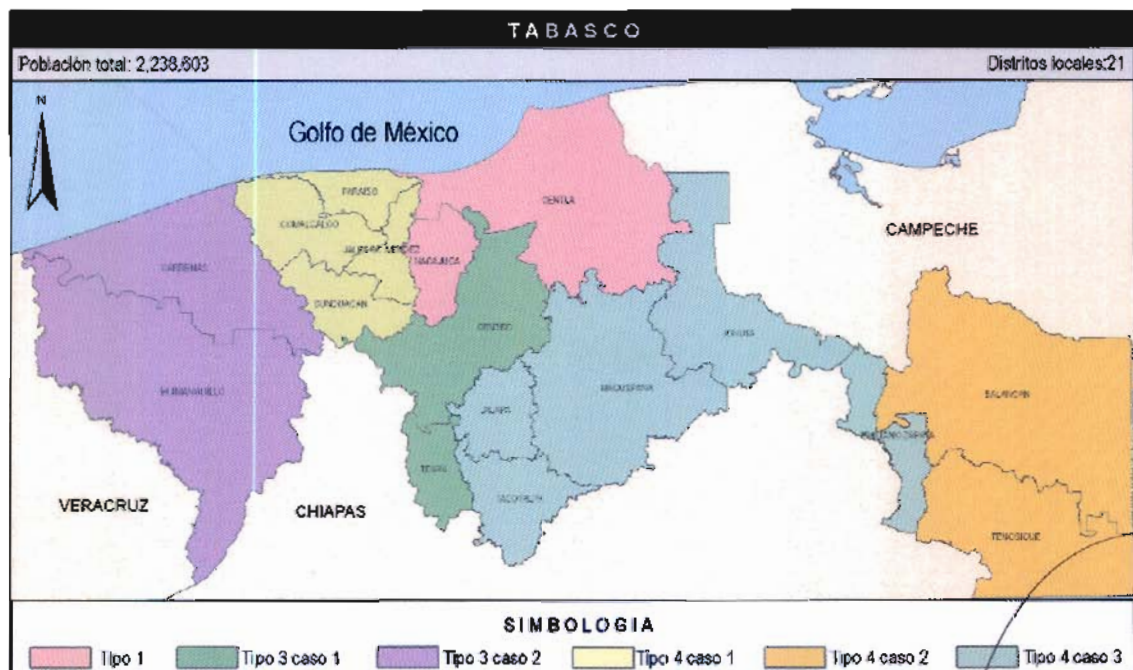 TABASCO
Población total: 2,238,603
Distritos locales:21
N
Golfo de México
PARAISO
CENTLA
COMALCALCO
CAMPECHE
JALPA DE MENDEZ
NACAJUCA
CARDENAS
CUNDUACAN
CENTRO
JONUTA
HUIMANGUILLO
MACUSPANA
BALANCAN
JALAPA
EMILIANO ZAPATA
TEAPA
VERACRUZ
CHIAPAS
TACOTALPA
TENOSIQUE
SIMBOLOGIA
Tipo 1
Tipo 3 caso 1
Tipo 3 caso 2
Tipo 4 caso 1
Tipo 4 caso 2
Tipo 4 caso 3